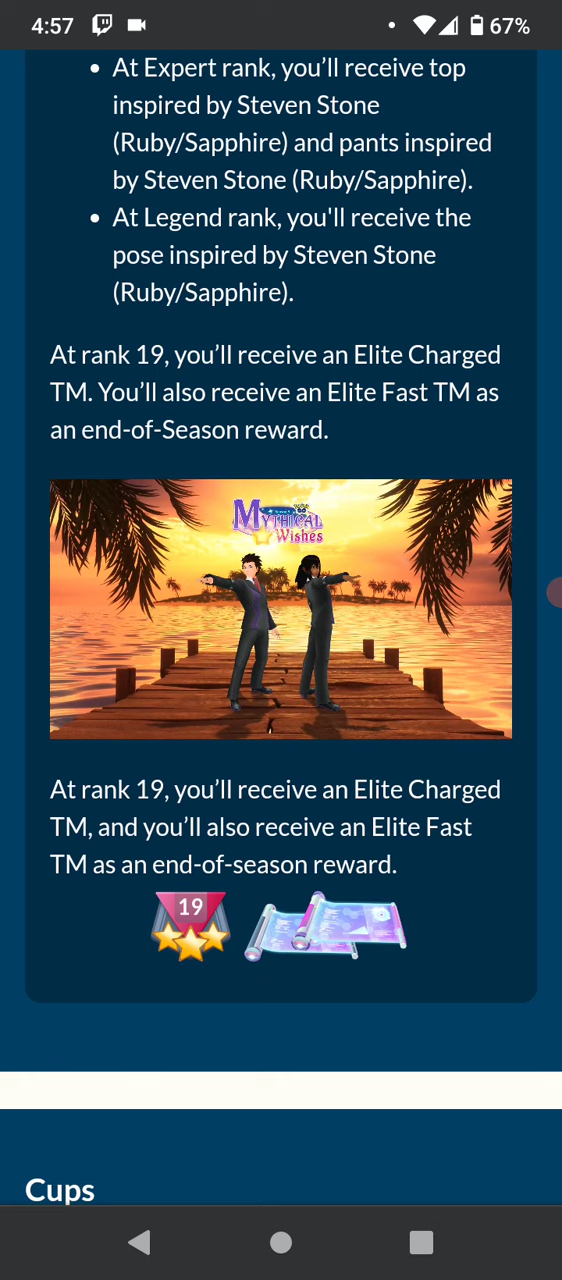 4:57 67%
At Expert rank, you’ll receive top
inspired by Steven Stone
(Ruby/Sapphire) and pants inspired
by Steven Stone (Ruby/Sapphire).
At Legend rank, you'll receive the
pose inspired by Steven Stone
(Ruby/Sapphire).
At rank 19, you’ll receive an Elite Charged
TM. You’ll also receive an Elite Fast TM as
an end-of-Season reward.
Mythical
Wishes
At rank 19, you’ll receive an Elite Charged
TM, and you’ll also receive an Elite Fast
TM as an end-of-season reward.
19
Cups